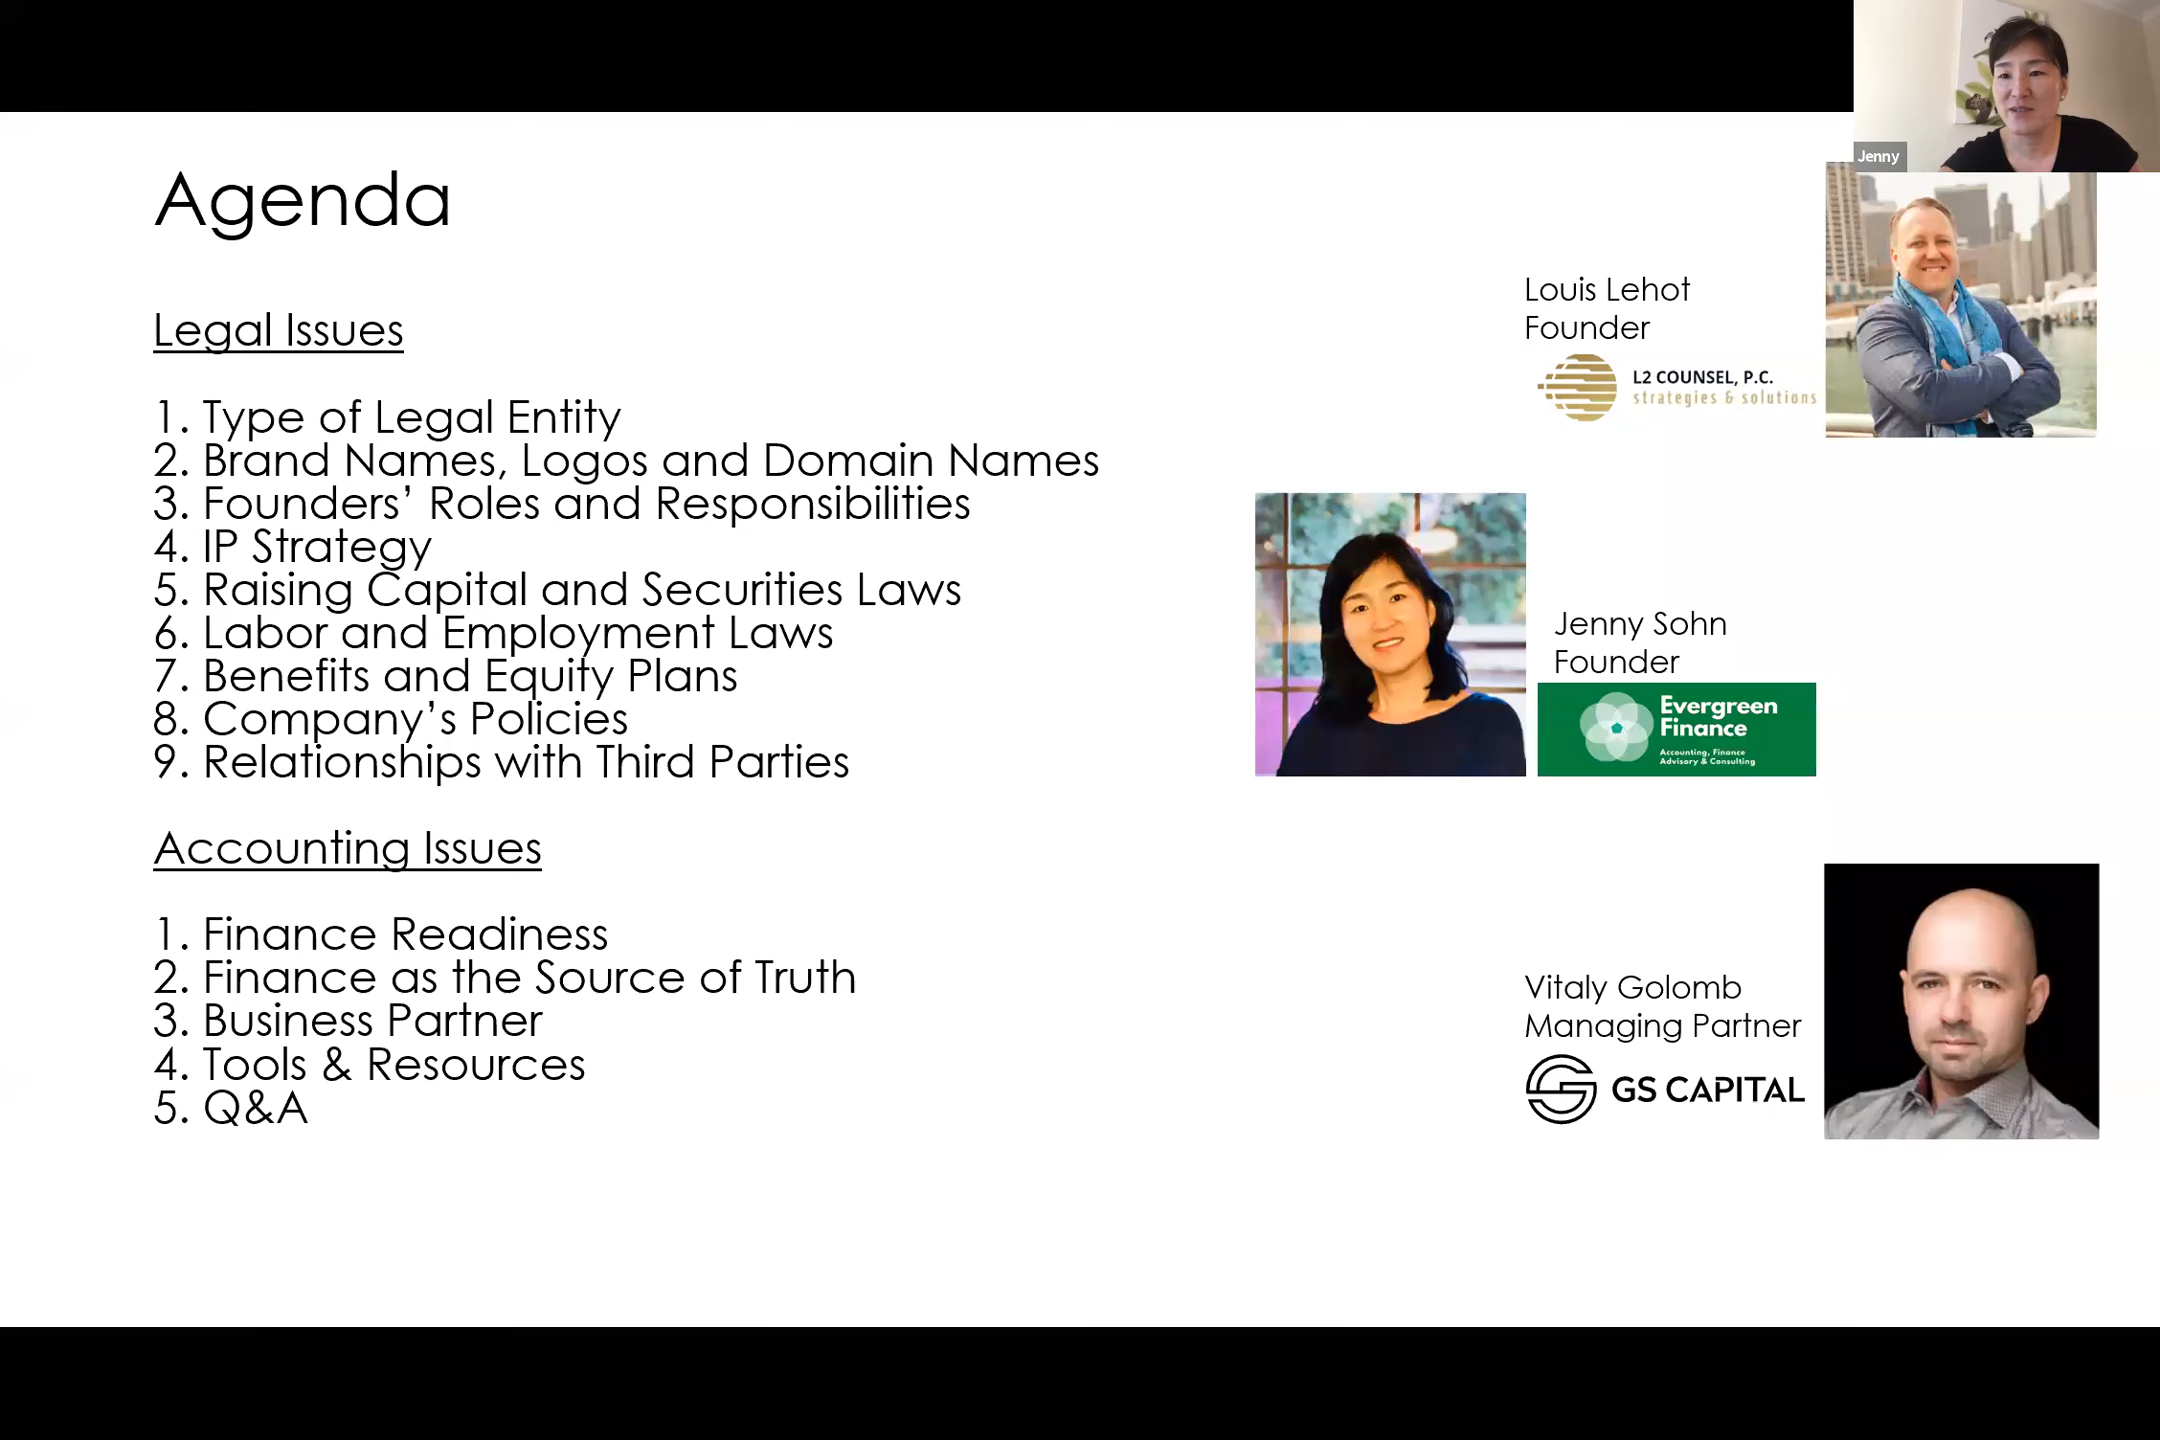 Jenny
Agenda
Legal Issues
1. Type of Legal Entity
2. Brand Names, Logos and Domain Names
3. Founders’ Roles and Responsibilities
4. IP Strategy
5. Raising Capital and Securities Laws
6. Labor and Employment Laws
7. Benefits and Equity Plans
8. Company’s Policies
9. Relationships with Third Parties
Accounting Issues
1. Finance Readiness
2. Finance as the Source of Truth
3. Business Partner
4. Tools & Resources
5. Q&A
Louis Lehot
Founder
L2 COUNSEL, P.C.
strategies & solutions
Jenny Sohn
Founder
Evergreen
Finance
Accounting, Finance
Advisory & Consulting
Vitaly Golomb
Managing Partner
GS CAPITAL